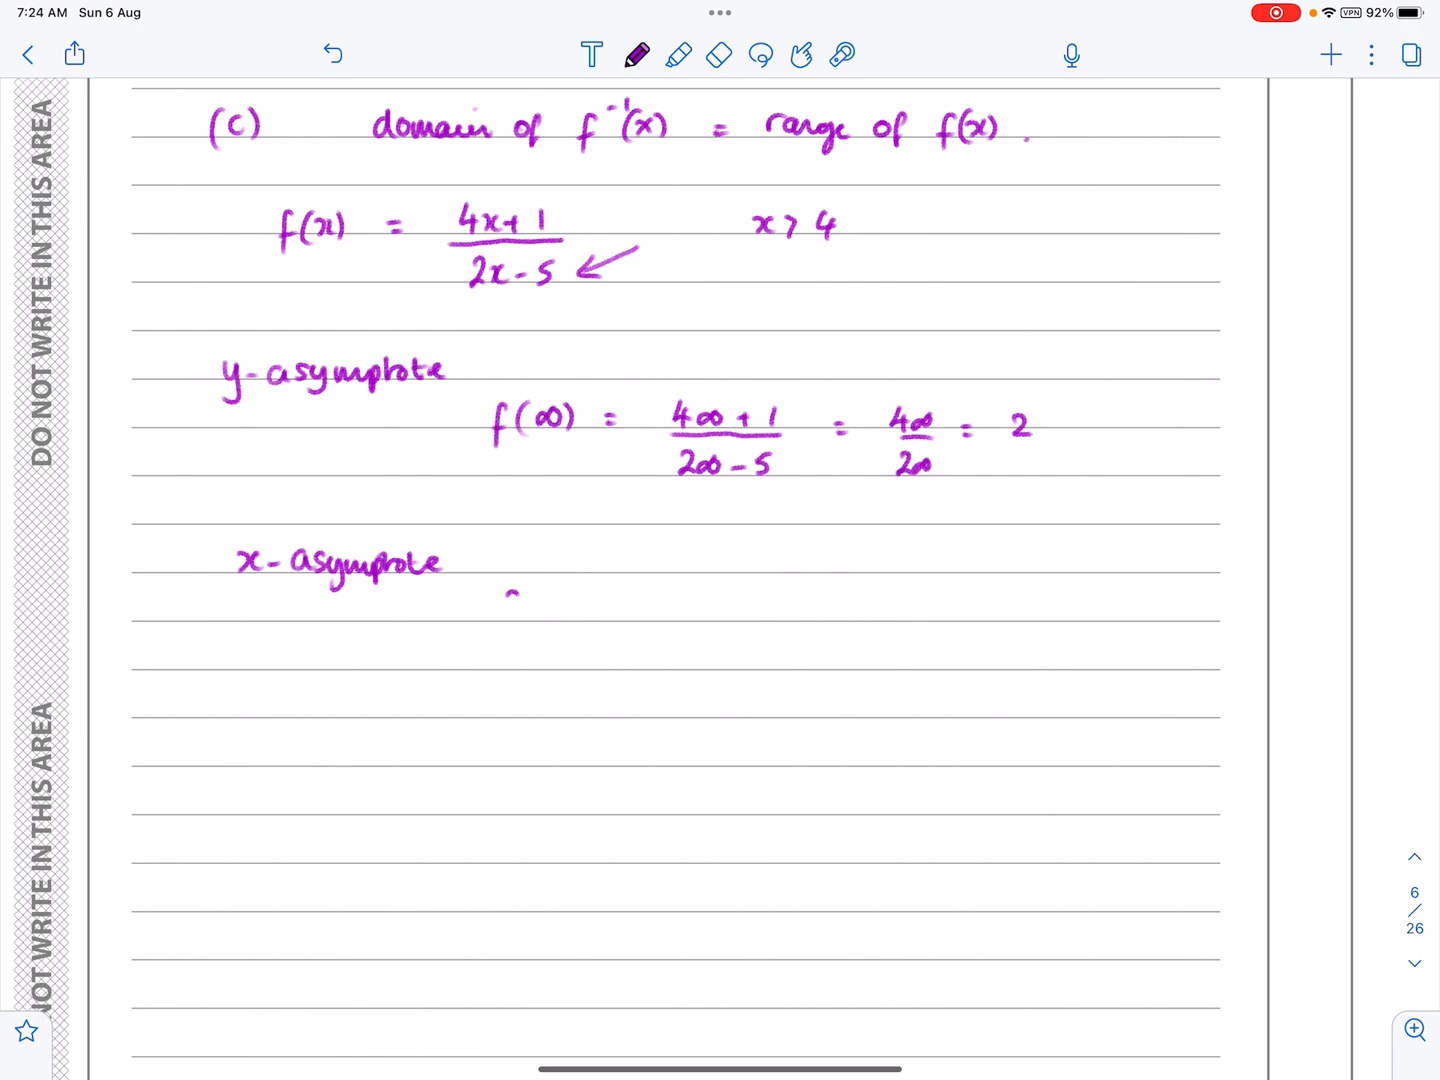 7:24 AM Sun 6 Aug
VPN 92%
DO NOT WRITE IN THIS AREA
NOT WRITE IN THIS AREA
(c) domain of f⁻¹(x) = range of f(x).
f(x) = (4x+1)/(2x-5) x > 4
y-asymptote
f(∞) = (4∞+1)/(2∞-5) = 4∞/2∞ = 2
x-asymptote
6
/
26